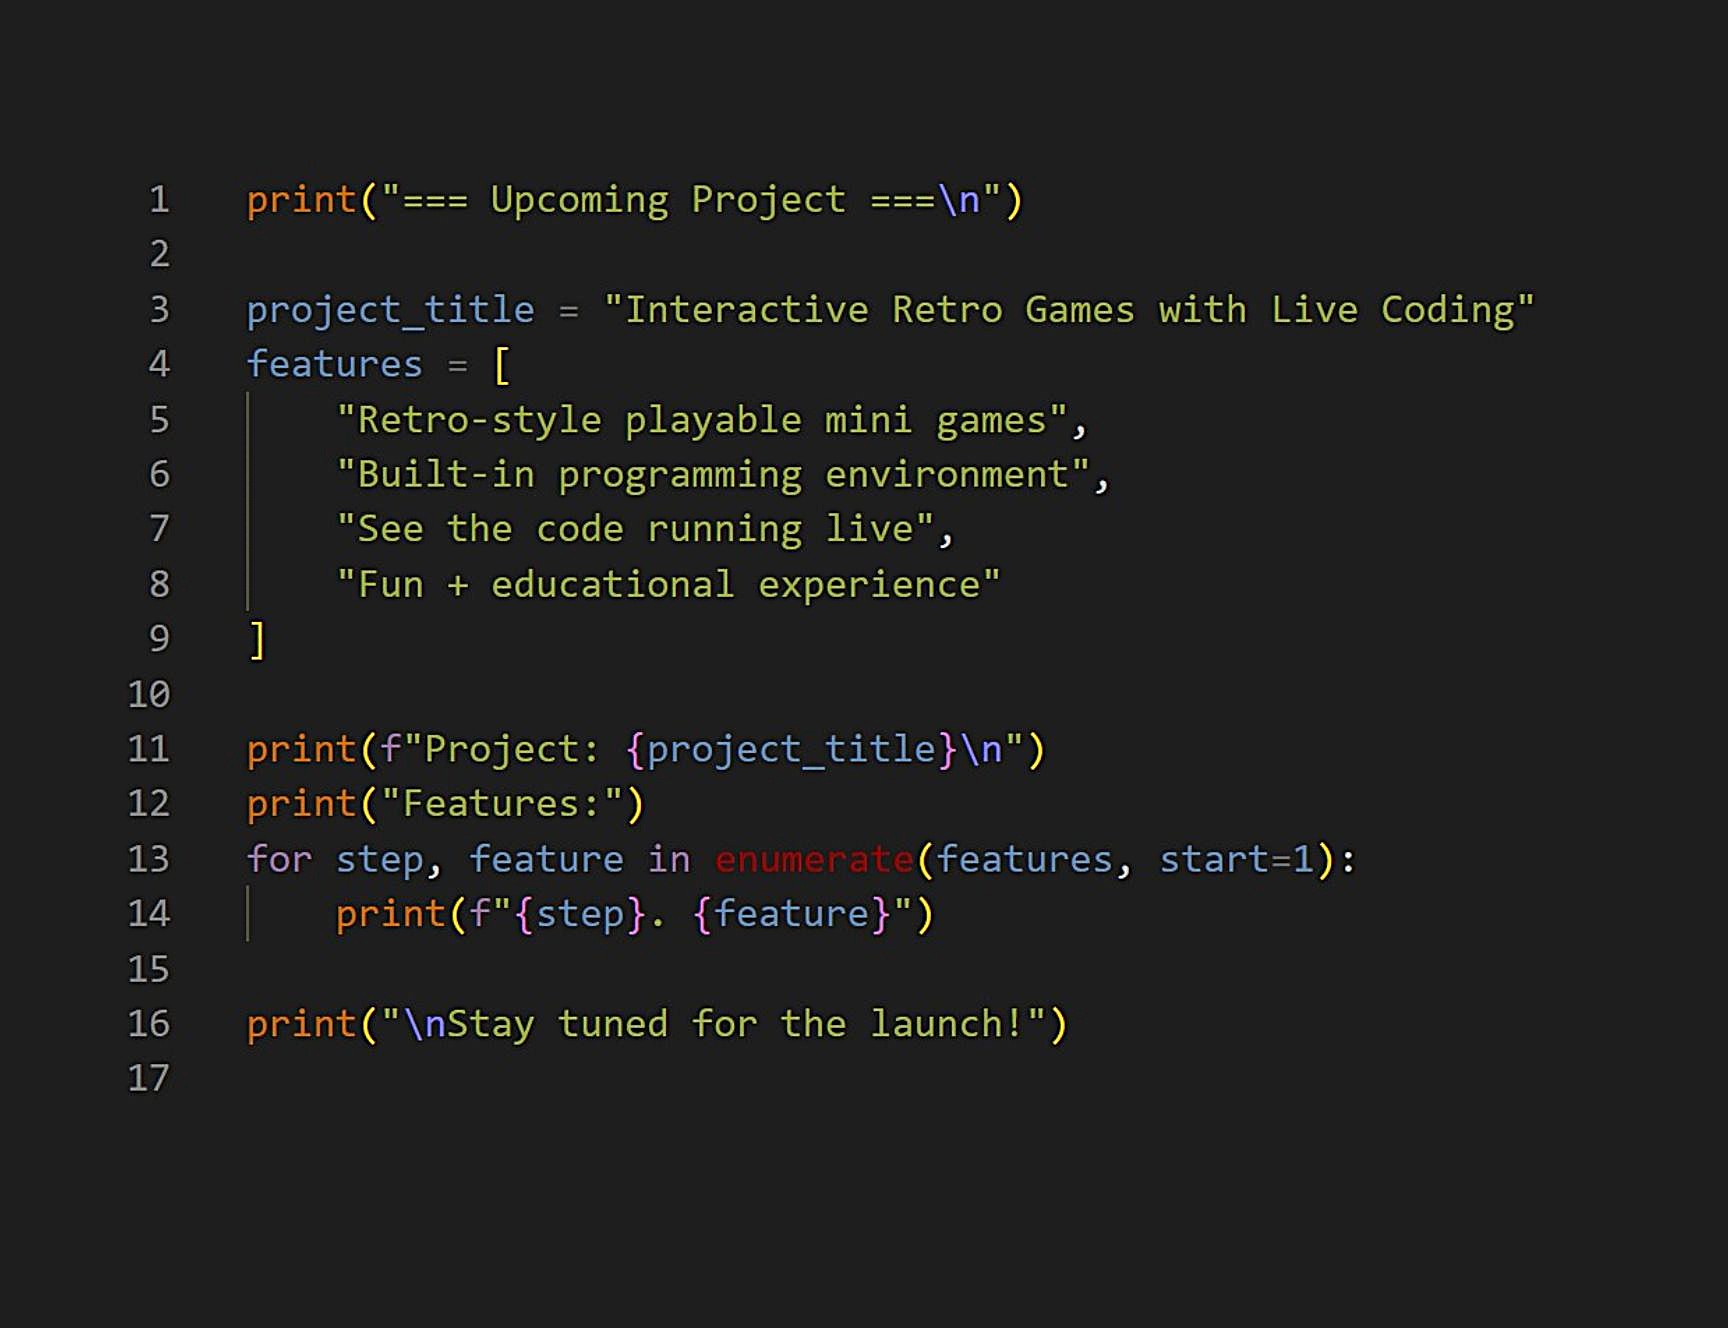 1 print("=== Upcoming Project ===\n")
2
3 project_title = "Interactive Retro Games with Live Coding"
4 features = [
5     "Retro-style playable mini games",
6     "Built-in programming environment",
7     "See the code running live",
8     "Fun + educational experience"
9 ]
10
11 print(f"Project: {project_title}\n")
12 print("Features:")
13 for step, feature in enumerate(features, start=1):
14     print(f"{step}. {feature}")
15
16 print("\nStay tuned for the launch!")
17